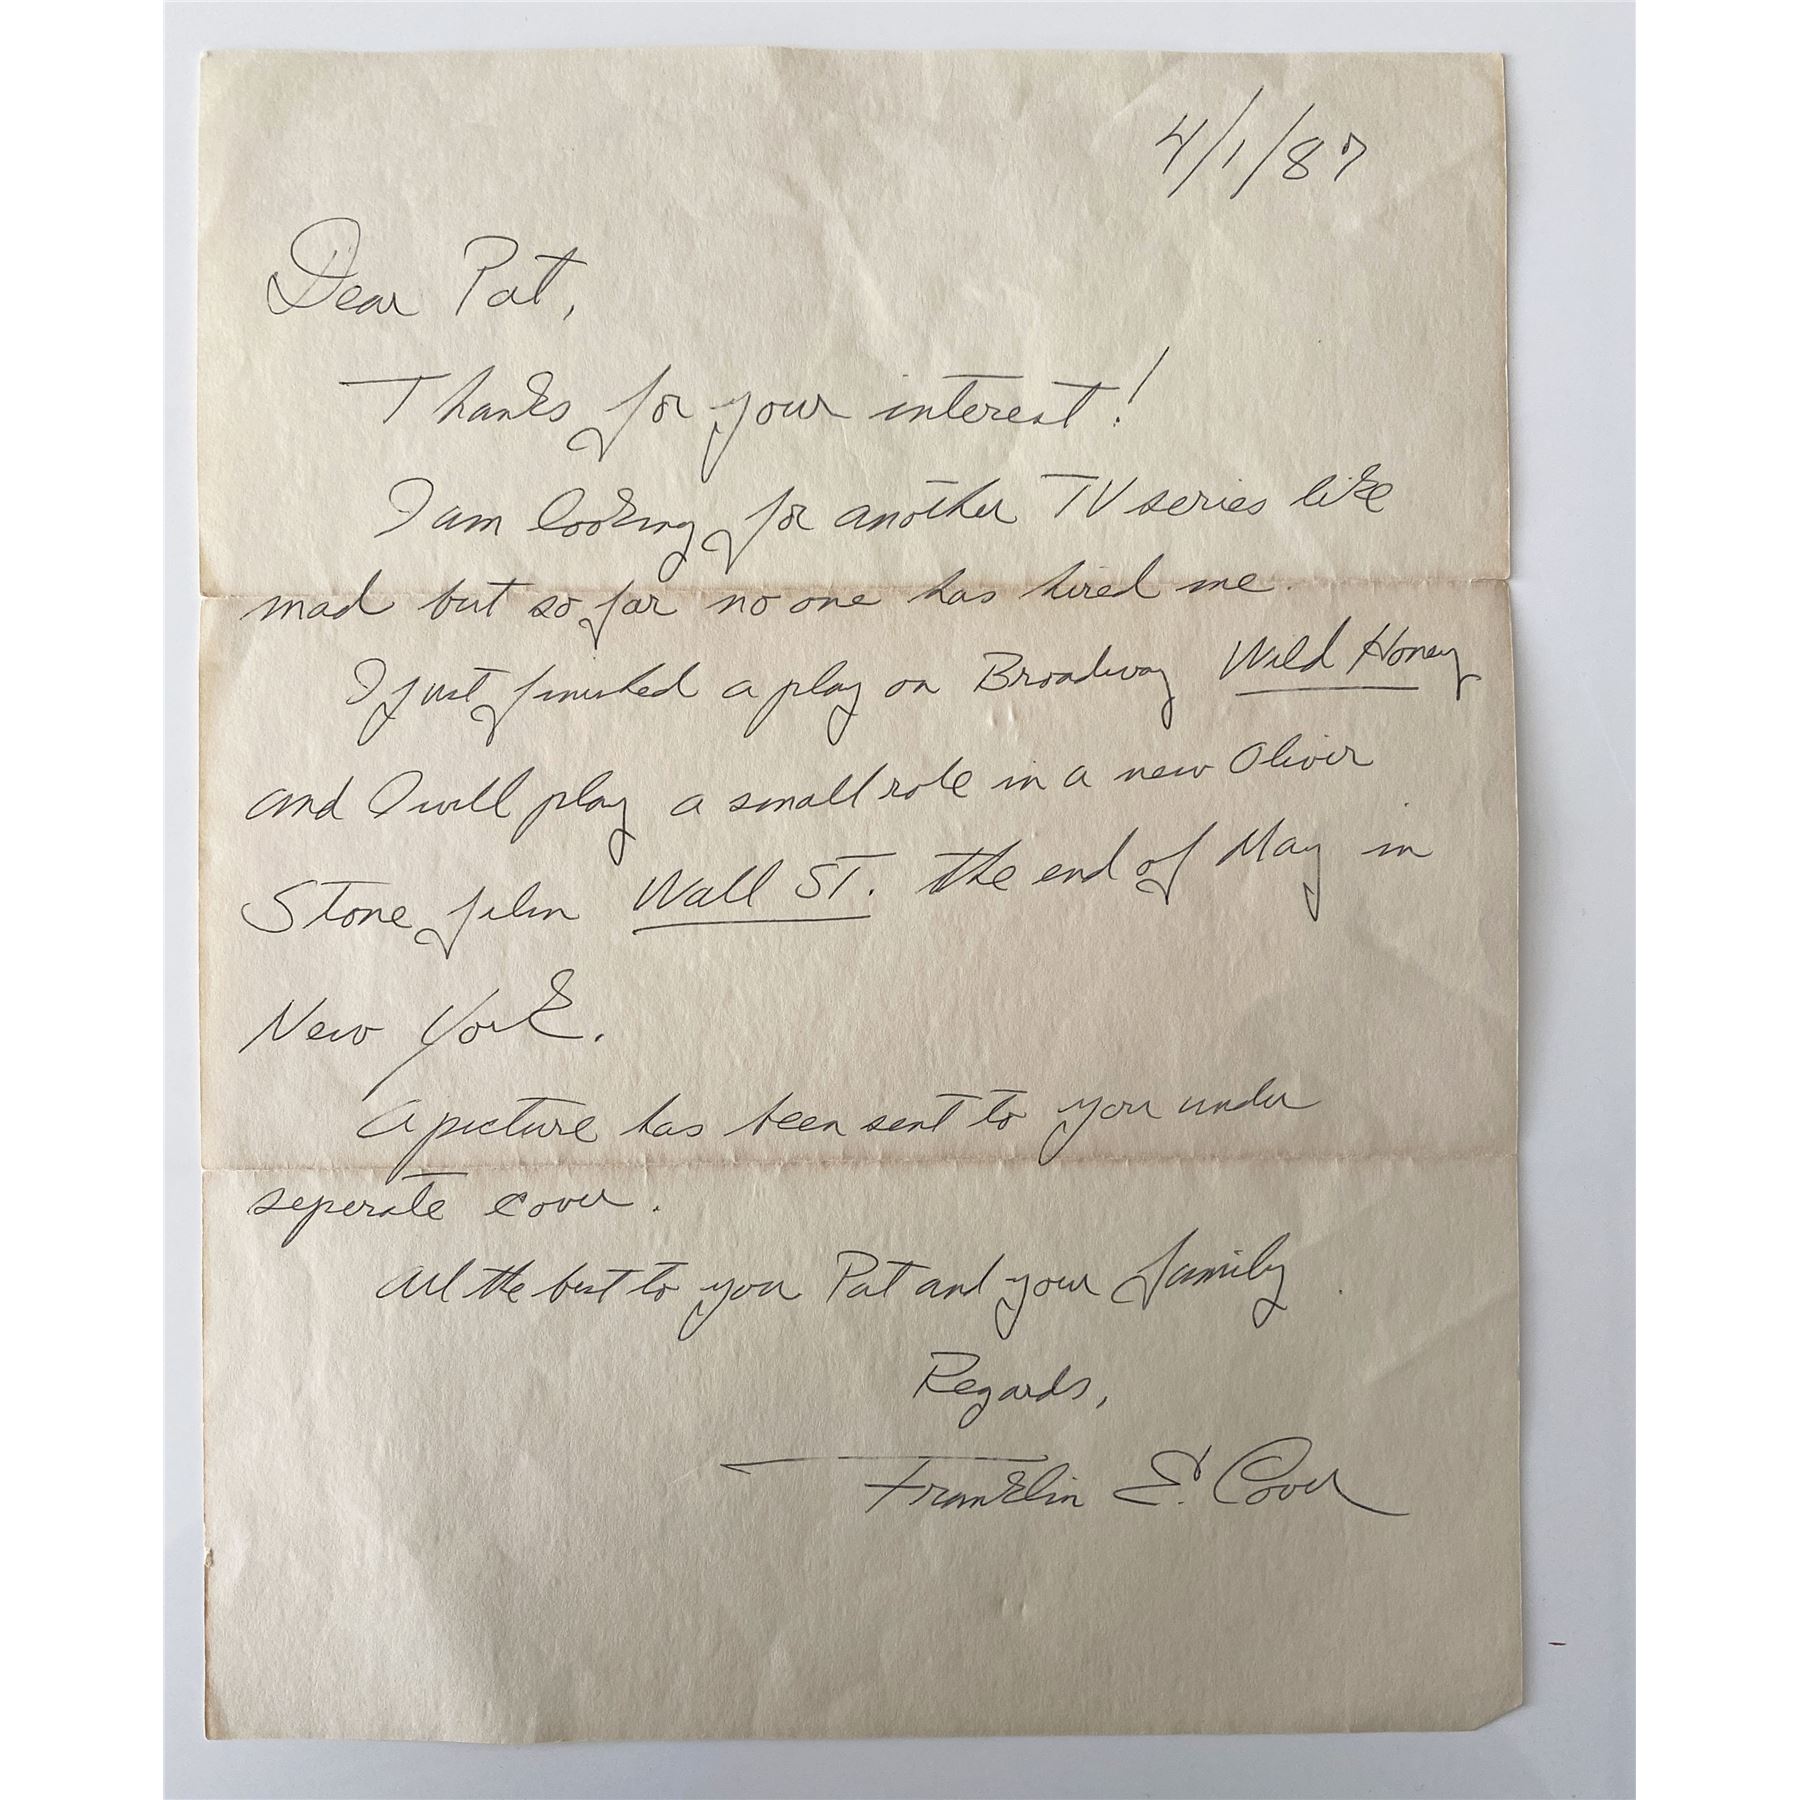 4/1/87
Dear Pat,
Thanks for your interest!
I am looking for another TV series like
mad but so far no one has hired me.
I just finished a play on Broadway Wild Honey
and I will play a small role in a new Oliver
Stone film Wall ST. the end of May in
New York.
A picture has been sent to you under
seperate cover.
All the best to you Pat and your family.
Regards,
Franklin E. Cover